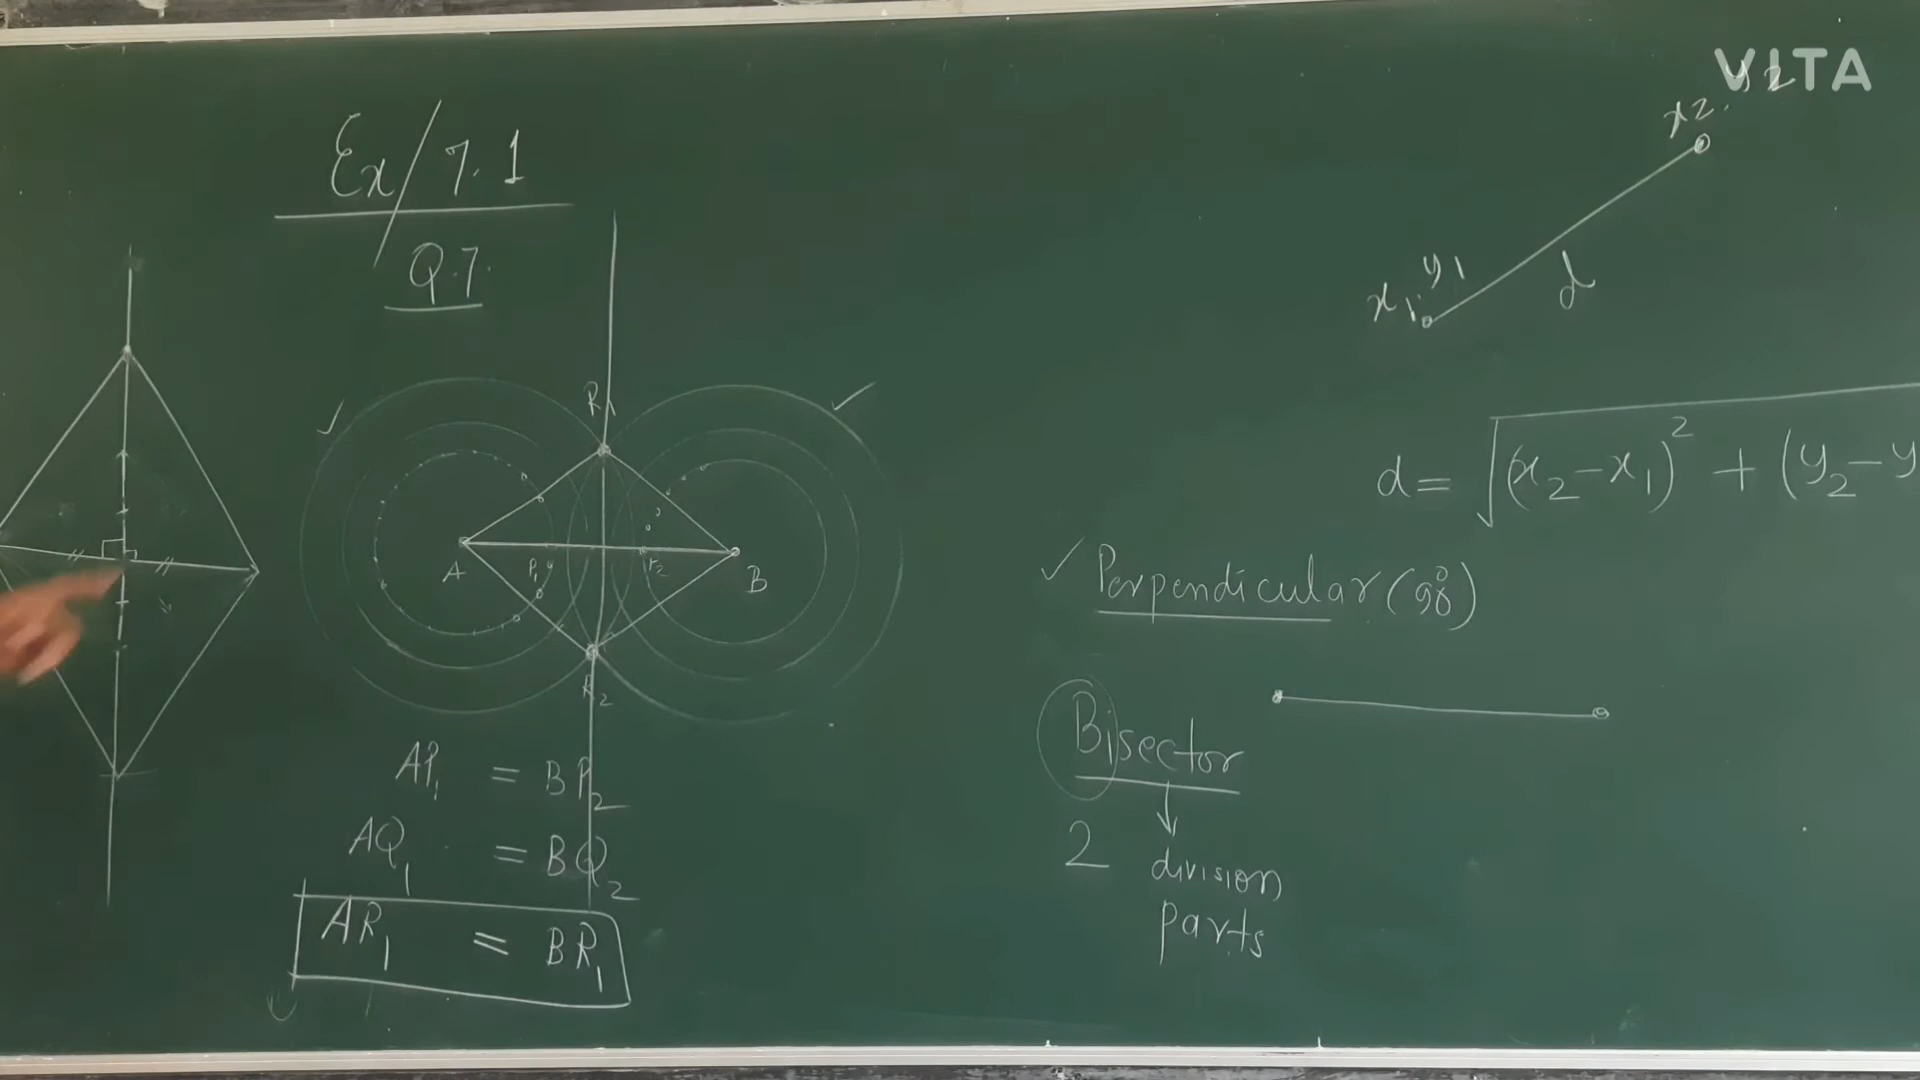 VITA
Ex/7.1
Q.7.
x2. y2
x1. y1
d
R1
A
P1
P2
B
R2
d = √(x2-x1)² + (y2-y
✓ Perpendicular (90°)
Bisector
↓
2 division
parts
AP1 = BP2
AQ1 = BQ2
AR1 = BR1